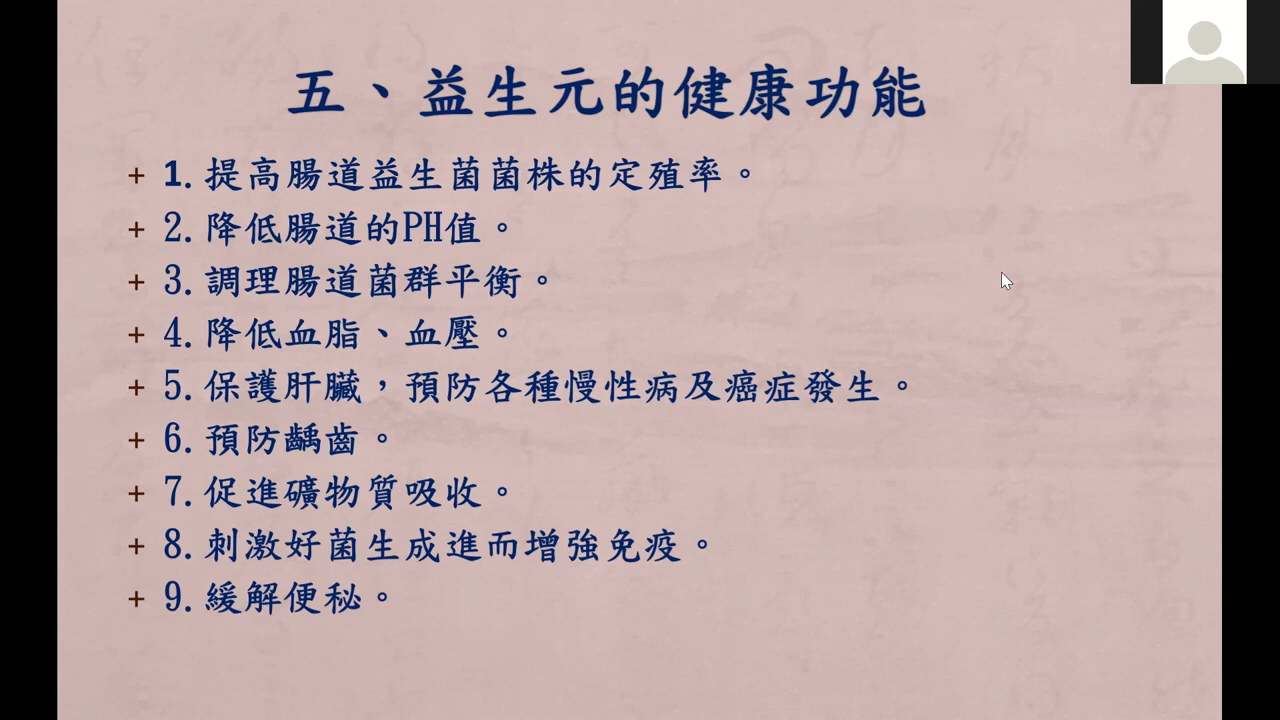 五、益生元的健康功能
+ 1.提高腸道益生菌菌株的定殖率。
+ 2.降低腸道的PH值。
+ 3.調理腸道菌群平衡。
+ 4.降低血脂、血壓。
+ 5.保護肝臟，預防各種慢性病及癌症發生。
+ 6.預防齲齒。
+ 7.促進礦物質吸收。
+ 8.刺激好菌生成進而增強免疫。
+ 9.緩解便秘。